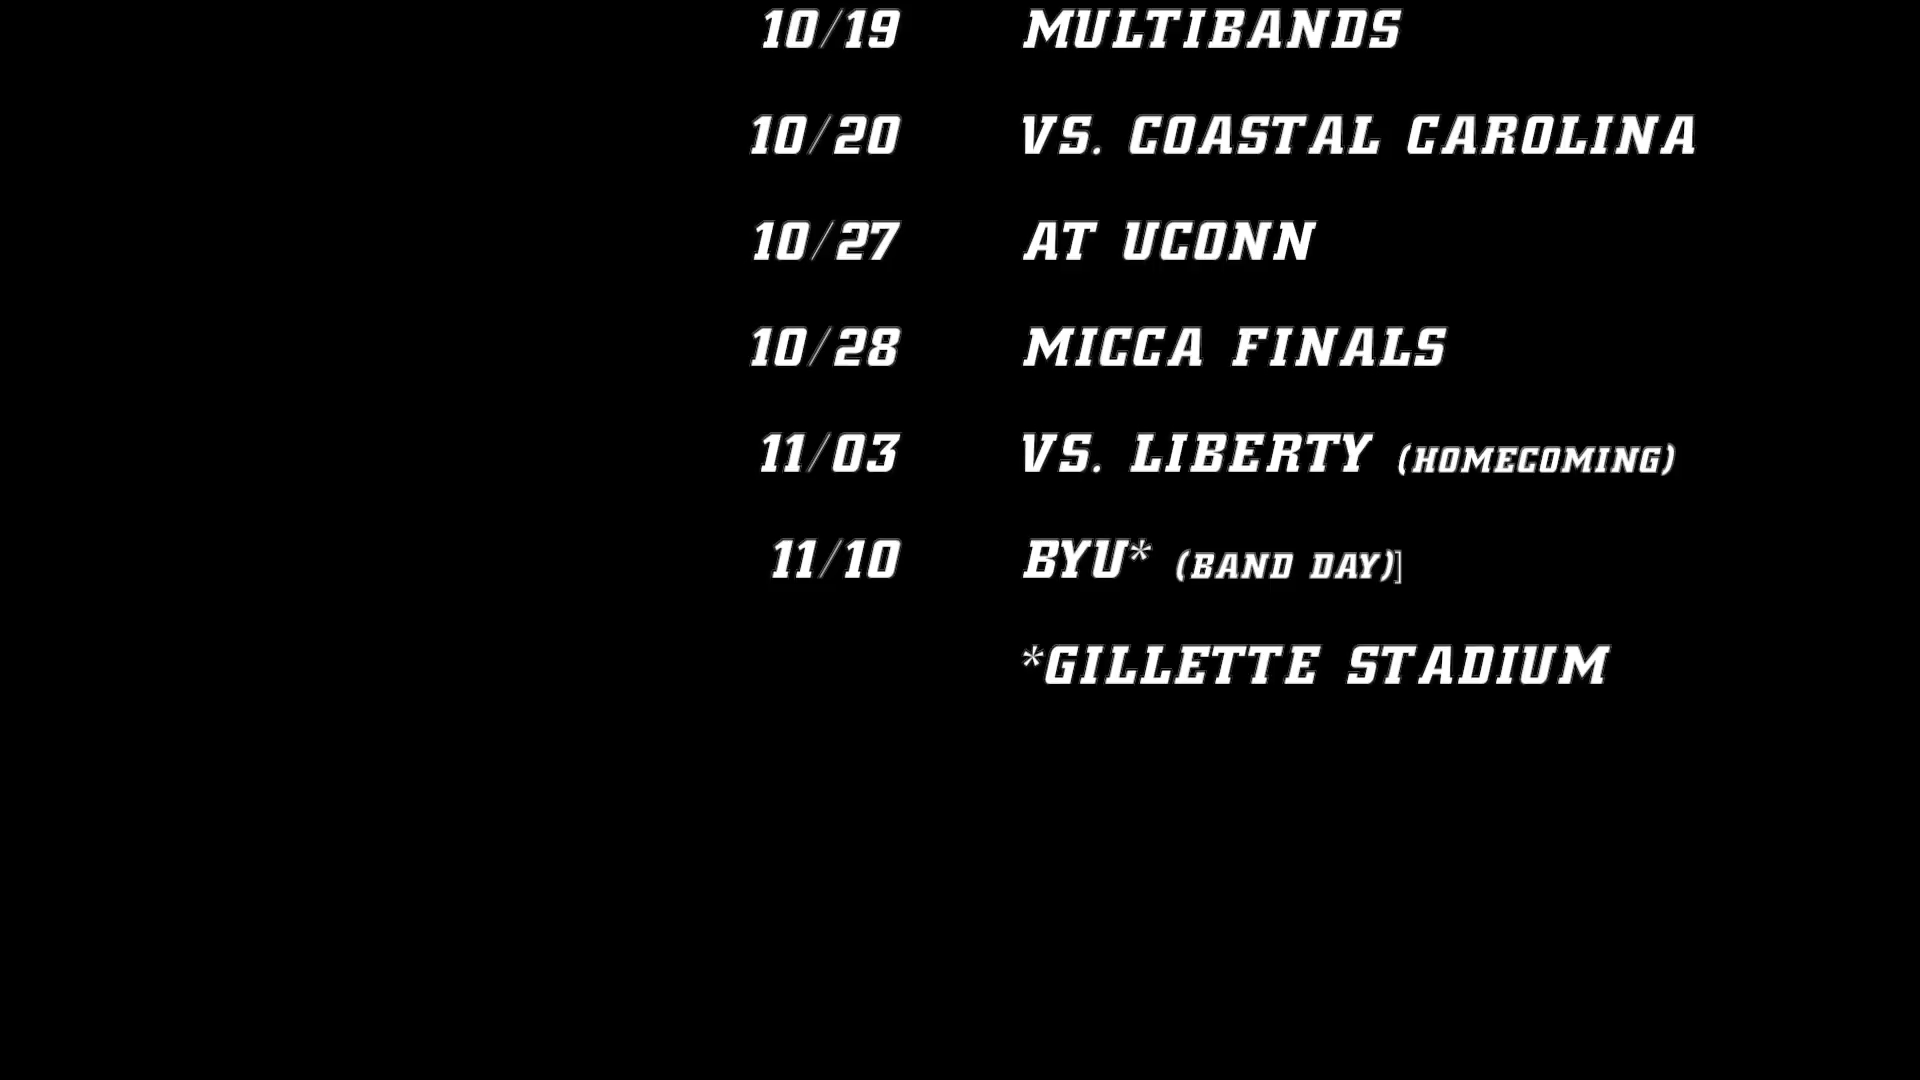 10/19 MULTIBANDS
10/20 VS. COASTAL CAROLINA
10/27 AT UCONN
10/28 MICCA FINALS
11/03 VS. LIBERTY (HOMECOMING)
11/10 BYU* (BAND DAY)]
*GILLETTE STADIUM